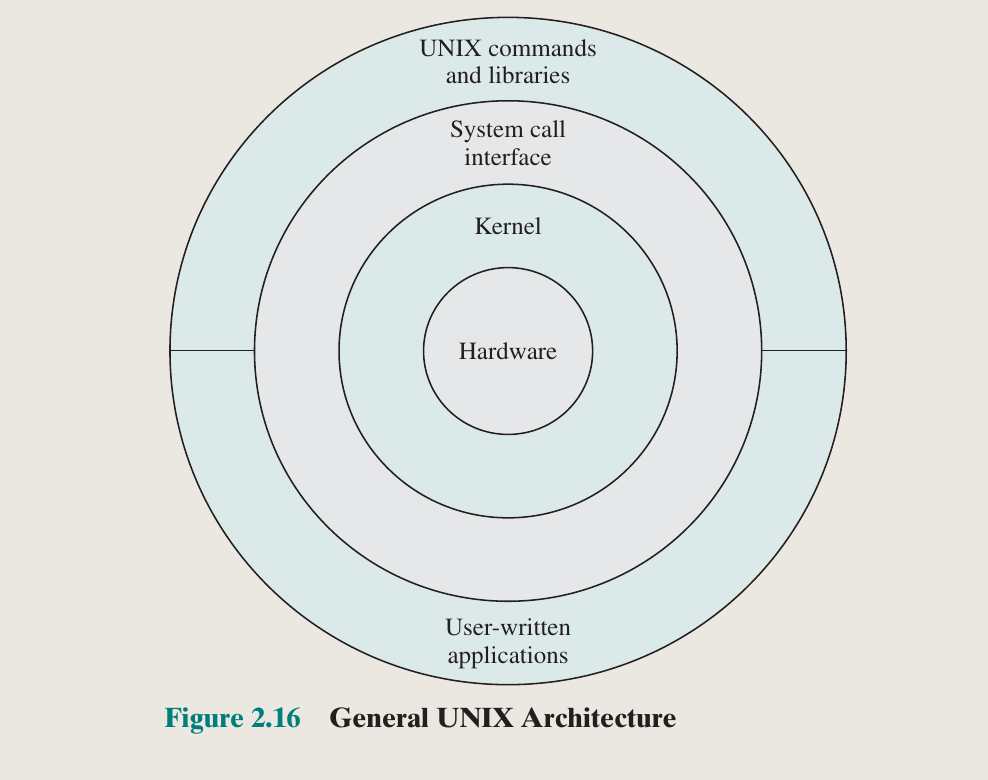 UNIX commands
and libraries
System call
interface
Kernel
Hardware
User-written
applications
Figure 2.16 General UNIX Architecture